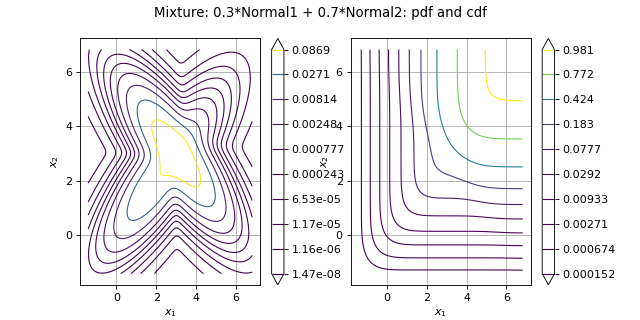 Mixture: 0.3*Normal1 + 0.7*Normal2: pdf and cdf
x₂
6
4
2
0
0 2 4 6
x₁
0.0869
0.0271
0.00814
0.00248
0.000777
0.000243
6.53e-05
1.17e-05
1.16e-06
1.47e-08
x₂
6
4
2
0
0 2 4 6
x₁
0.981
0.772
0.424
0.183
0.0777
0.0292
0.00933
0.00271
0.000674
0.000152